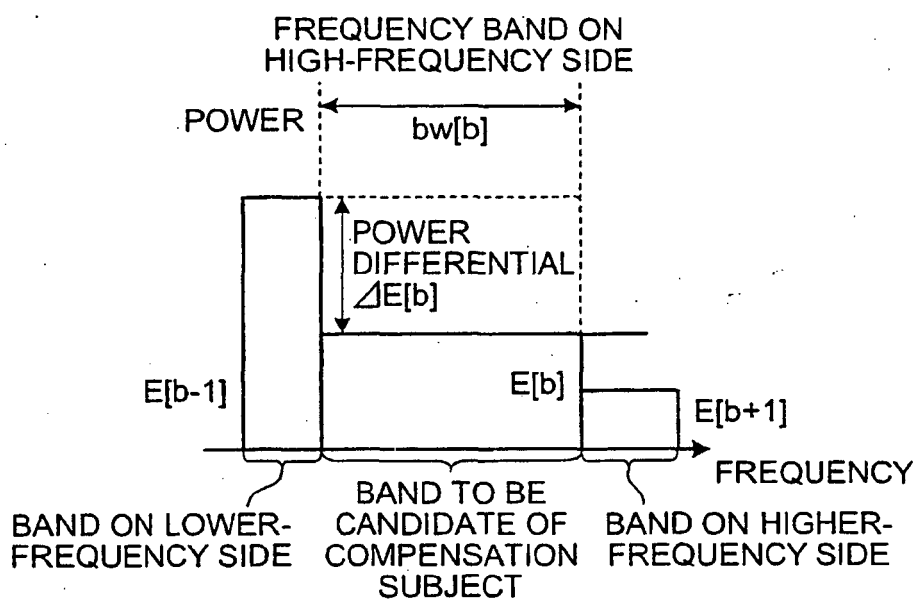 FREQUENCY BAND ON
HIGH-FREQUENCY SIDE
POWER
bw[b]
POWER
DIFFERENTIAL
⊿E[b]
E[b-1]
E[b]
E[b+1]
FREQUENCY
BAND ON LOWER-
FREQUENCY SIDE
BAND TO BE
CANDIDATE OF
COMPENSATION
SUBJECT
BAND ON HIGHER-
FREQUENCY SIDE